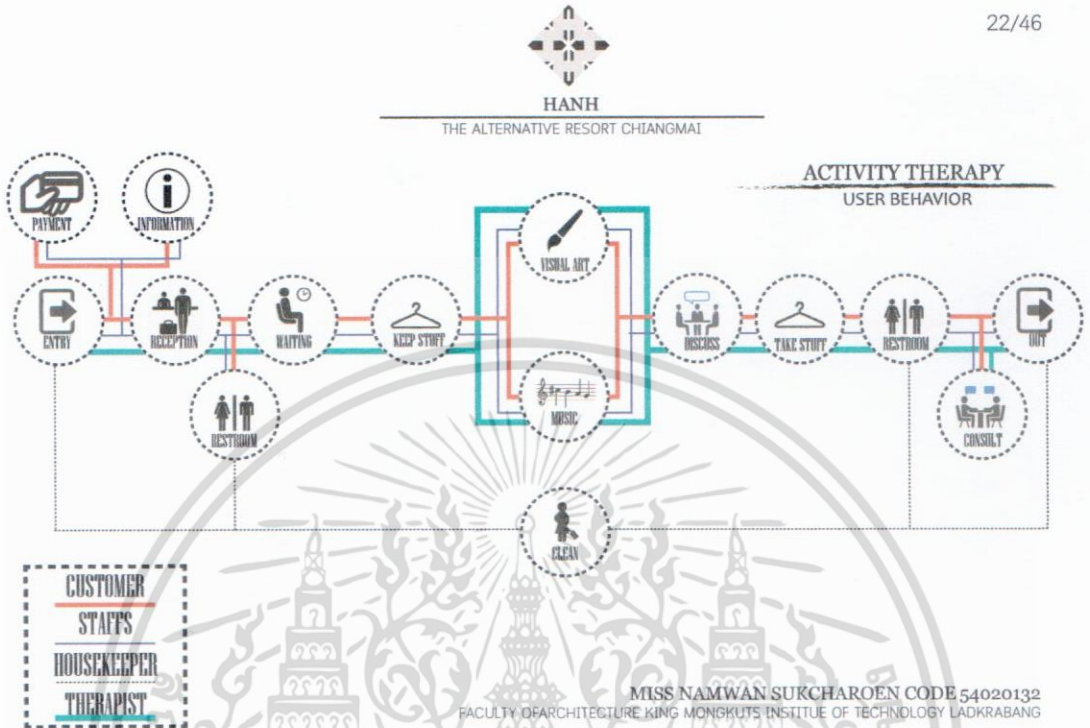 22/46
HANH
THE ALTERNATIVE RESORT CHIANGMAI
ACTIVITY THERAPY
USER BEHAVIOR
PAYMENT
INFORMATION
VISUAL ART
ENTRY
RECEPTION
WAITING
KEEP STUFF
DISCUSS
TAKE STUFF
RESTROOM
OUT
RESTROOM
MUSIC
CONSULT
CLEAN
CUSTOMER
STAFFS
HOUSEKEEPER
THERAPIST
MISS NAMWAN SUKCHAROEN CODE 54020132
FACULTY OFARCHITECTURE KING MONGKUTS INSTITIUE OF TECHNOLOGY LADKRABANG